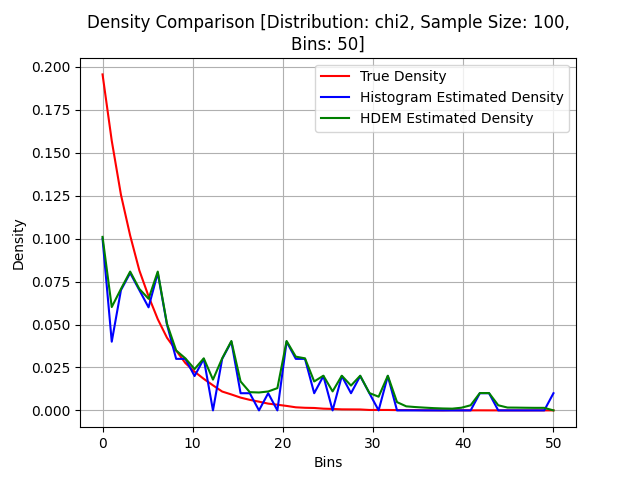 Density Comparison [Distribution: chi2, Sample Size: 100,
Bins: 50]
True Density
Histogram Estimated Density
HDEM Estimated Density
Density
0.200
0.175
0.150
0.125
0.100
0.075
0.050
0.025
0.000
0 10 20 30 40 50
Bins